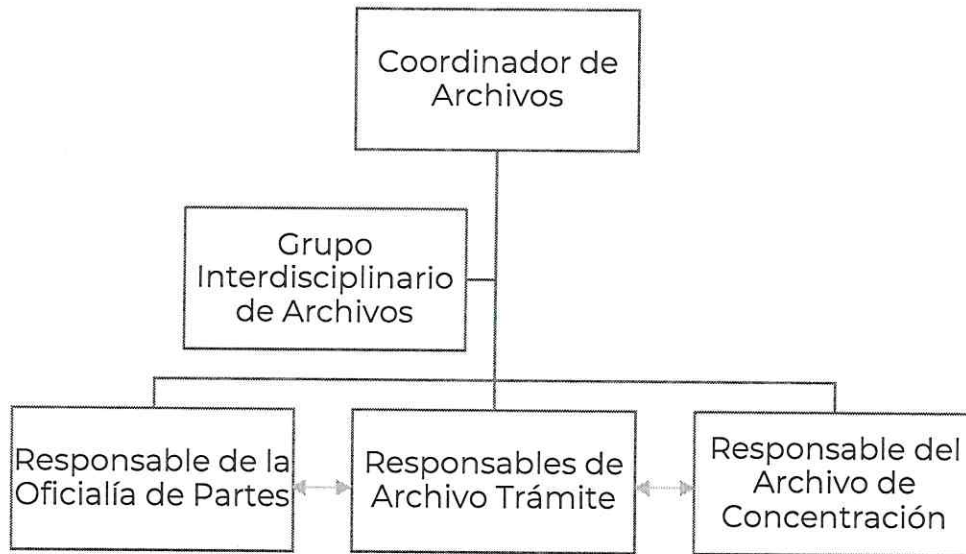 Coordinador de
Archivos
Grupo
Interdisciplinario
de Archivos
Responsable de la
Oficialía de Partes
Responsables de
Archivo Trámite
Responsable del
Archivo de
Concentración